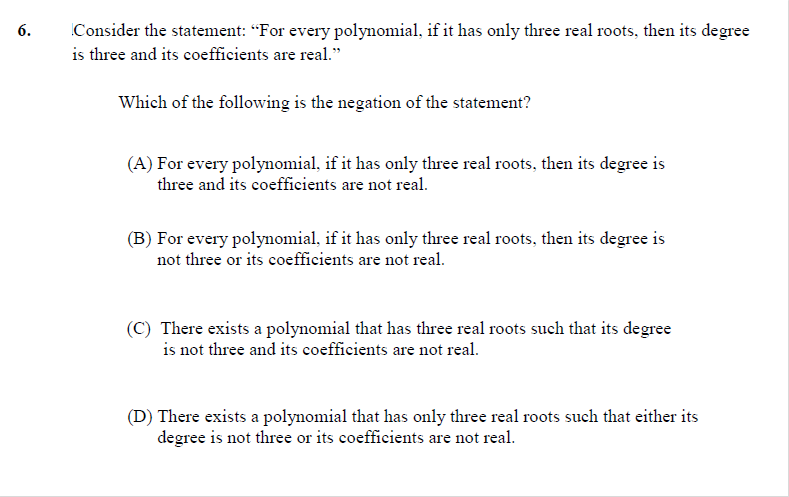 6. Consider the statement: “For every polynomial, if it has only three real roots, then its degree
is three and its coefficients are real.”
Which of the following is the negation of the statement?
(A) For every polynomial, if it has only three real roots, then its degree is
three and its coefficients are not real.
(B) For every polynomial, if it has only three real roots, then its degree is
not three or its coefficients are not real.
(C) There exists a polynomial that has three real roots such that its degree
is not three and its coefficients are not real.
(D) There exists a polynomial that has only three real roots such that either its
degree is not three or its coefficients are not real.